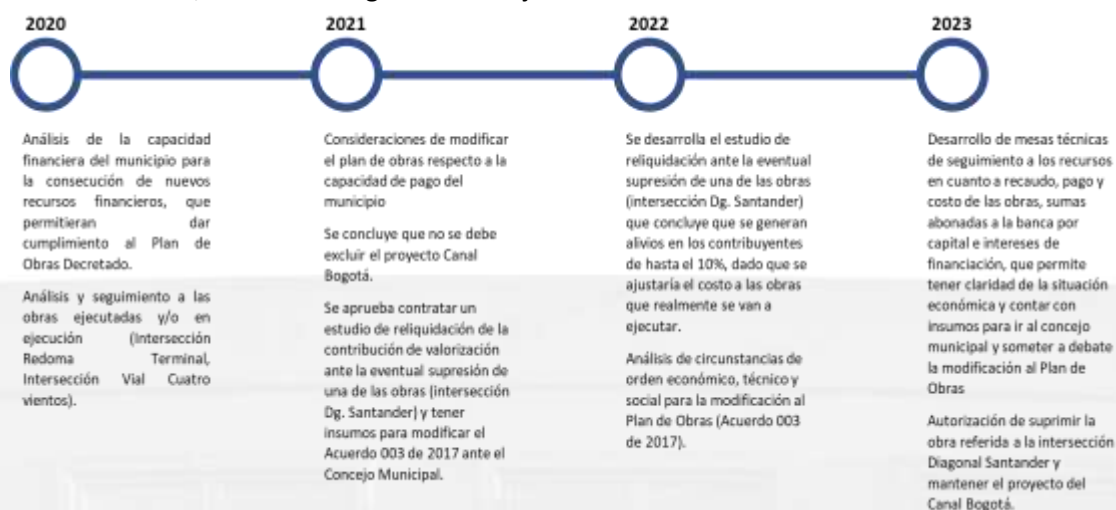 2020
Análisis de la capacidad
financiera del municipio para
la consecución de nuevos
recursos financieros, que
permitieran dar
cumplimiento al Plan de
Obras Decretado.
Análisis y seguimiento a las
obras ejecutadas y/o en
ejecución (Intersección
Redoma Terminal,
Intersección Vial Cuatro
vientos).
2021
Consideraciones de modificar
el plan de obras respecto a la
capacidad de pago del
municipio
Se concluye que no se debe
excluir el proyecto Canal
Bogotá.
Se aprueba contratar un
estudio de reliquidación de la
contribución de valorización
ante la eventual supresión de
una de las obras (intersección
Dg. Santander) y tener
insumos para modificar el
Acuerdo 003 de 2017 ante el
Concejo Municipal.
2022
Se desarrolla el estudio de
reliquidación ante la eventual
supresión de una de las obras
(intersección Dg. Santander)
que concluye que se generan
alivios en los contribuyentes
de hasta el 10%, dado que se
ajustaría el costo a las obras
que realmente se van a
ejecutar.
Análisis de circunstancias de
orden económico, técnico y
social para la modificación al
Plan de Obras (Acuerdo 003
de 2017).
2023
Desarrollo de mesas técnicas
de seguimiento a los recursos
en cuanto a recaudo, pago y
costo de las obras, sumas
abonadas a la banca por
capital e intereses de
financiación, que permite
tener claridad de la situación
económica y contar con
insumos para ir al concejo
municipal y someter a debate
la modificación al Plan de
Obras
Autorización de suprimir la
obra referida a la intersección
Diagonal Santander y
mantener el proyecto del
Canal Bogotá.